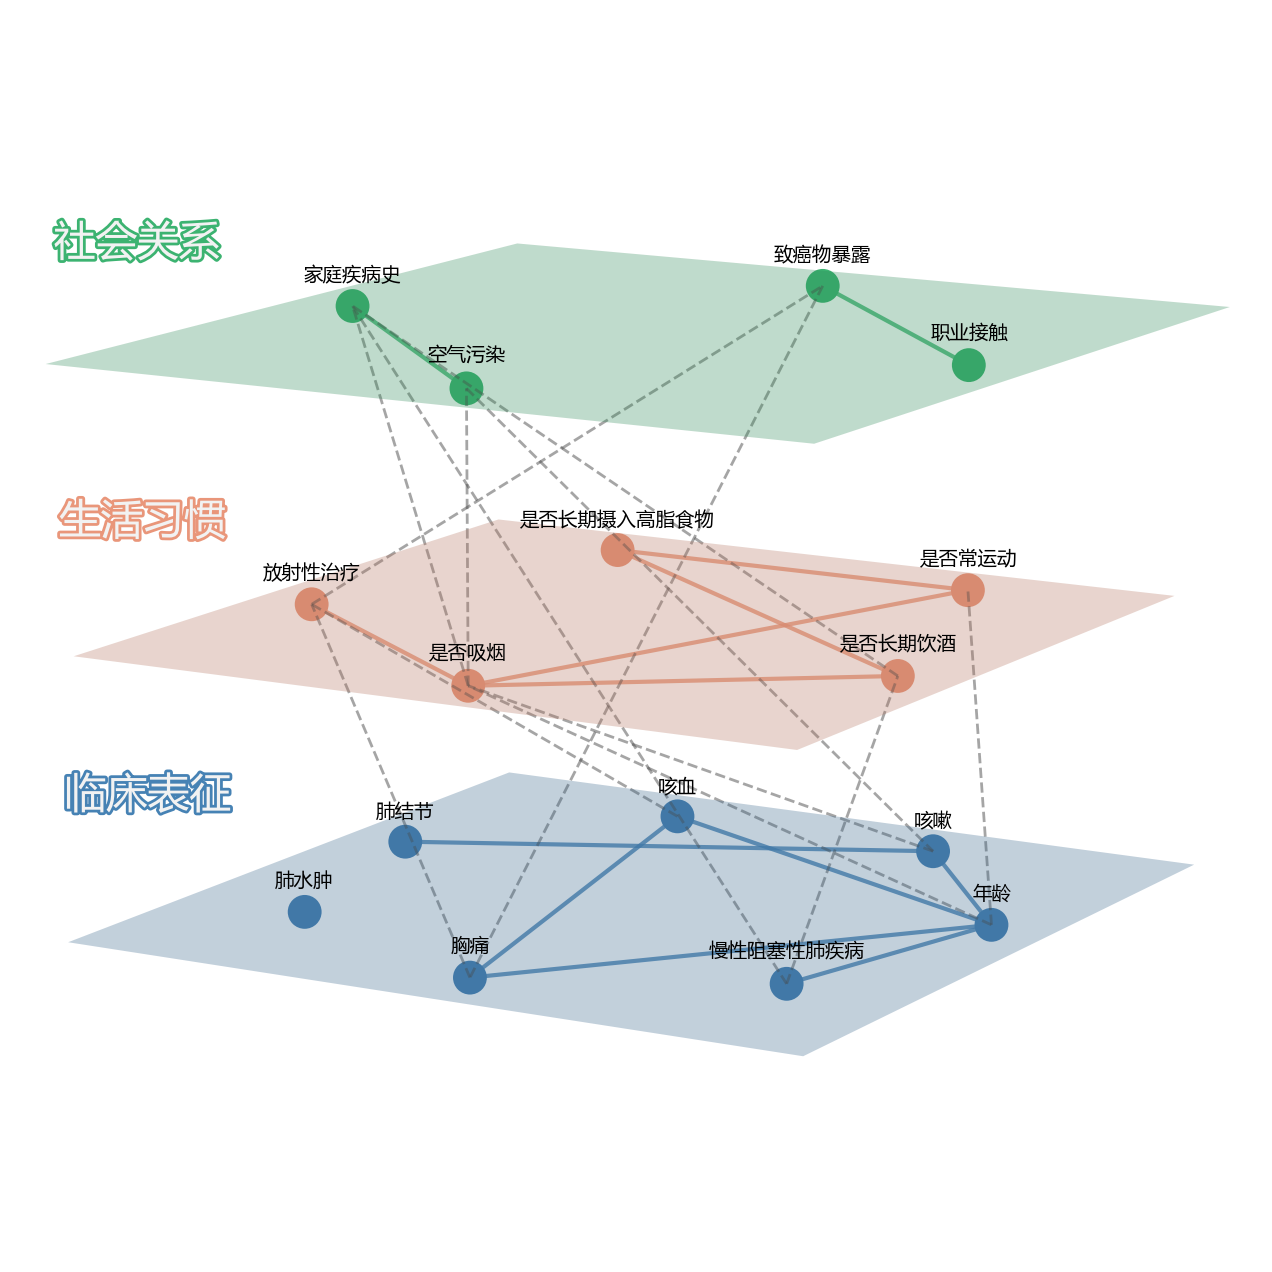 社会关系
致癌物暴露
家庭疾病史
职业接触
空气污染
生活习惯
是否长期摄入高脂食物
是否常运动
放射性治疗
是否长期饮酒
是否吸烟
临床表征
咳血
肺结节
咳嗽
肺水肿
年龄
胸痛
慢性阻塞性肺疾病